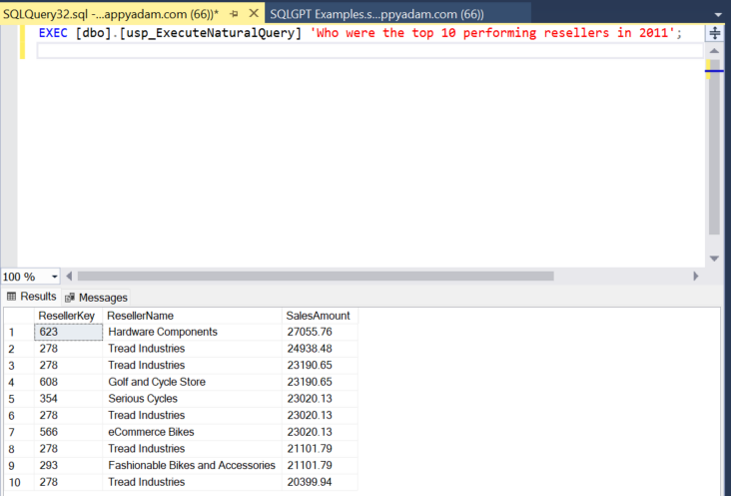 SQLQuery32.sql -...appyadam.com (66))* SQLGPT Examples.s...ppyadam.com (66))
EXEC [dbo].[usp_ExecuteNaturalQuery] 'Who were the top 10 performing resellers in 2011';
100 %
Results Messages
ResellerKey ResellerName SalesAmount
1 623 Hardware Components 27055.76
2 278 Tread Industries 24938.48
3 278 Tread Industries 23190.65
4 608 Golf and Cycle Store 23190.65
5 354 Serious Cycles 23020.13
6 278 Tread Industries 23020.13
7 566 eCommerce Bikes 23020.13
8 278 Tread Industries 21101.79
9 293 Fashionable Bikes and Accessories 21101.79
10 278 Tread Industries 20399.94